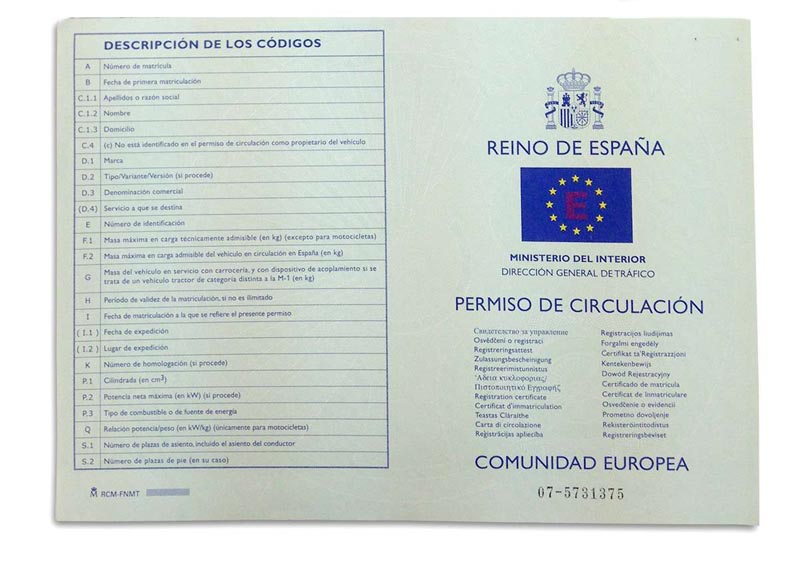 DESCRIPCIÓN DE LOS CÓDIGOS
A Número de matrícula
B Fecha de primera matriculación
C.1.1 Apellidos o razón social
C.1.2 Nombre
C.1.3 Domicilio
C.4 (c) No está identificado en el permiso de circulación como propietario del vehículo
D.1 Marca
D.2 Tipo/Variante/Versión (si procede)
D.3 Denominación comercial
(D.4) Servicio a que se destina
E Número de identificación
F.1 Masa máxima en carga técnicamente admisible (en kg) (excepto para motocicletas)
F.2 Masa máxima en carga admisible del vehículo en circulación en España (en kg)
G Masa del vehículo en servicio con carrocería, y con dispositivo de acoplamiento si se
trata de un vehículo tractor de categoría distinta a la M-1 (en kg)
H Período de validez de la matriculación, si no es ilimitado
I Fecha de matriculación a la que se refiere el presente permiso
(I.1) Fecha de expedición
(I.2) Lugar de expedición
K Número de homologación (si procede)
P.1 Cilindrada (en cm³)
P.2 Potencia neta máxima (en kW) (si procede)
P.3 Tipo de combustible o de fuente de energía
Q Relación potencia/peso (en kW/kg) (únicamente para motocicletas)
S.1 Número de plazas de asiento, incluido el asiento del conductor
S.2 Número de plazas de pie (en su caso)
M RCM-FNMT
REINO DE ESPAÑA
E
MINISTERIO DEL INTERIOR
DIRECCIÓN GENERAL DE TRÁFICO
PERMISO DE CIRCULACIÓN
Свидетелство за управление
Osvědčení o registraci
Registreringsattest
Zulassungsbescheinigung
Registreerimistunnistus
Άδεια κυκλοφορίας/
Πιστοποιητικό Εγγραφής
Registration certificate
Certificat d'immatriculation
Teastas Cláraithe
Carta di circolazione
Reģistrācijas apliecība
Registracijos liudijimas
Forgalmi engedély
Ċertifikat ta'Reġistrazzjoni
Kentekenbewijs
Dowód Rejestracyjny
Certificado de matrícula
Certificat de Inmatriculare
Osvedčenie o evidencii
Prometno dovoljenje
Rekisteröintitodistus
Registreringsbeviset
COMUNIDAD EUROPEA
07-5731375